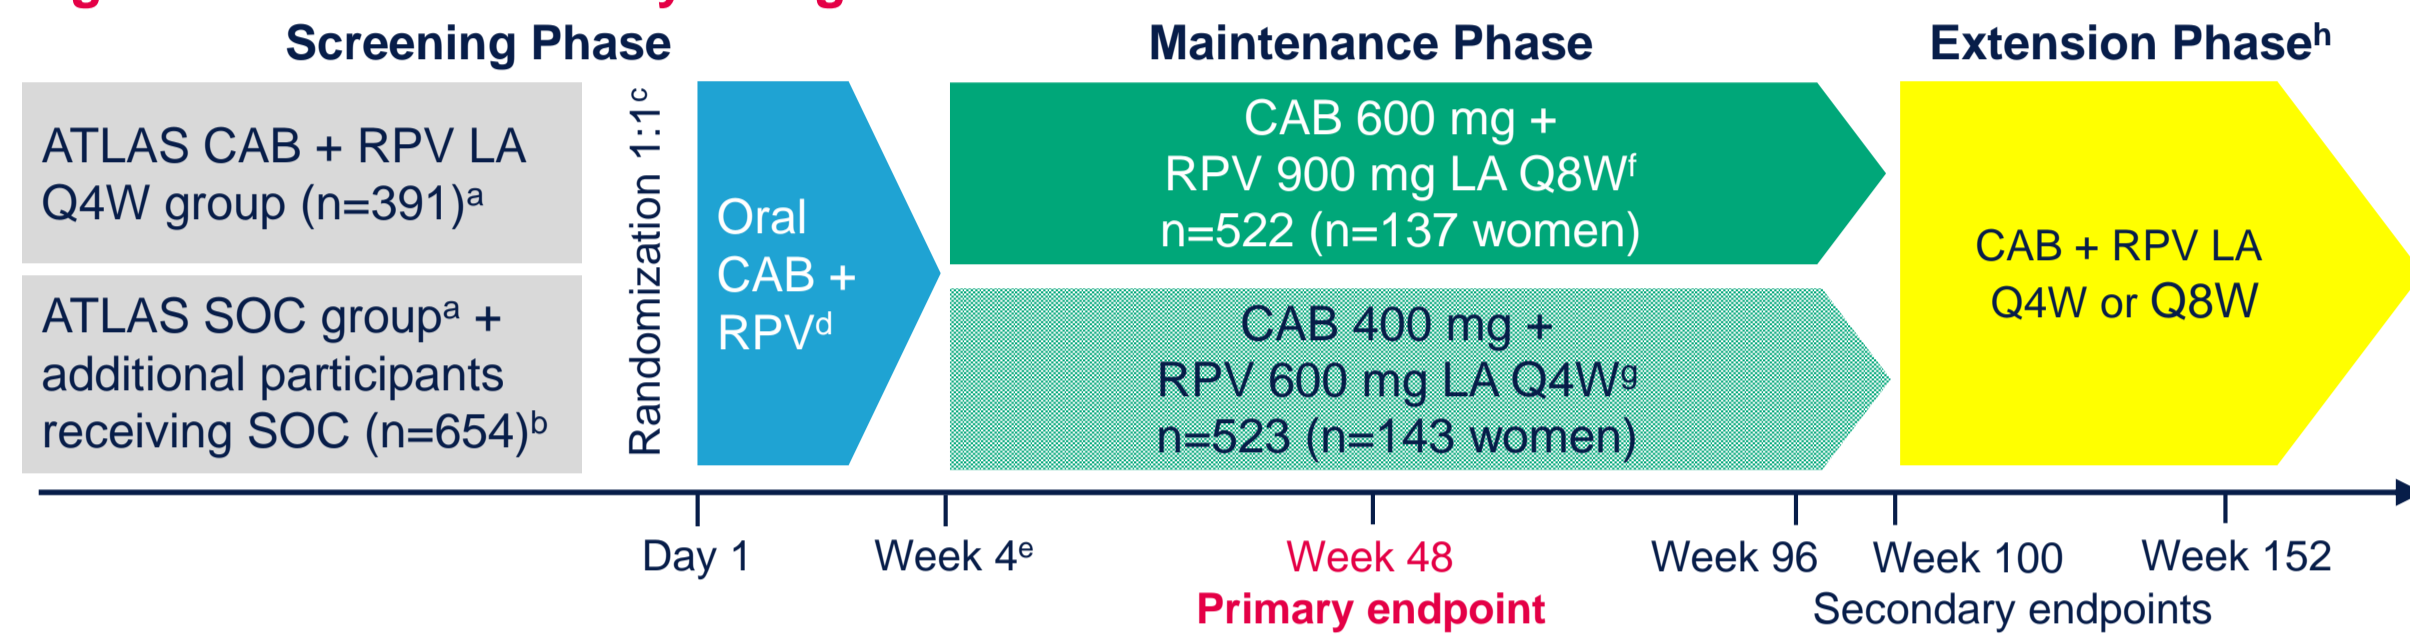 Screening Phase
Maintenance Phase
Extension Phaseʰ
ATLAS CAB + RPV LA
Q4W group (n=391)ᵃ
ATLAS SOC groupᵃ +
additional participants
receiving SOC (n=654)ᵇ
Randomization 1:1ᶜ
Oral
CAB +
RPVᵈ
CAB 600 mg +
RPV 900 mg LA Q8Wᶠ
n=522 (n=137 women)
CAB 400 mg +
RPV 600 mg LA Q4Wᵍ
n=523 (n=143 women)
CAB + RPV LA
Q4W or Q8W
Day 1
Week 4ᵉ
Week 48
Week 96
Week 100
Week 152
Primary endpoint
Secondary endpoints